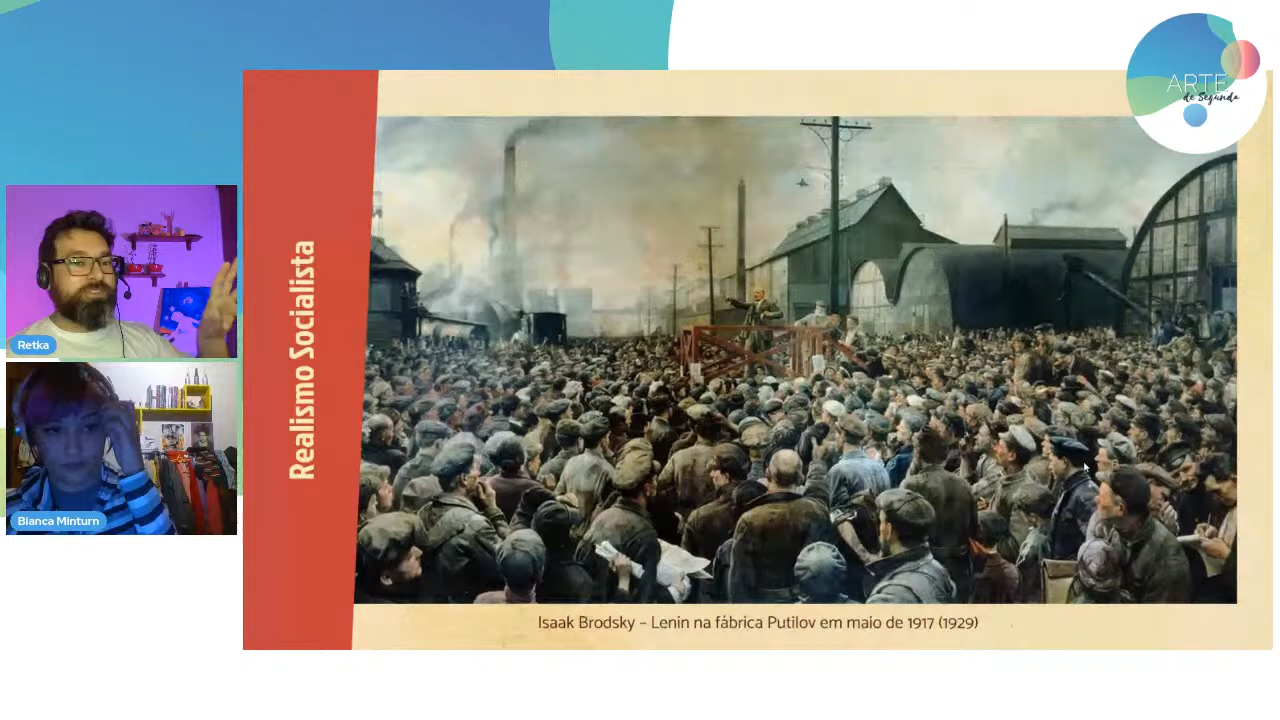 ARTE
de Segunda
Retka
Bianca Minturn
Realismo Socialista
Isaak Brodsky – Lenin na fábrica Putilov em maio de 1917 (1929)